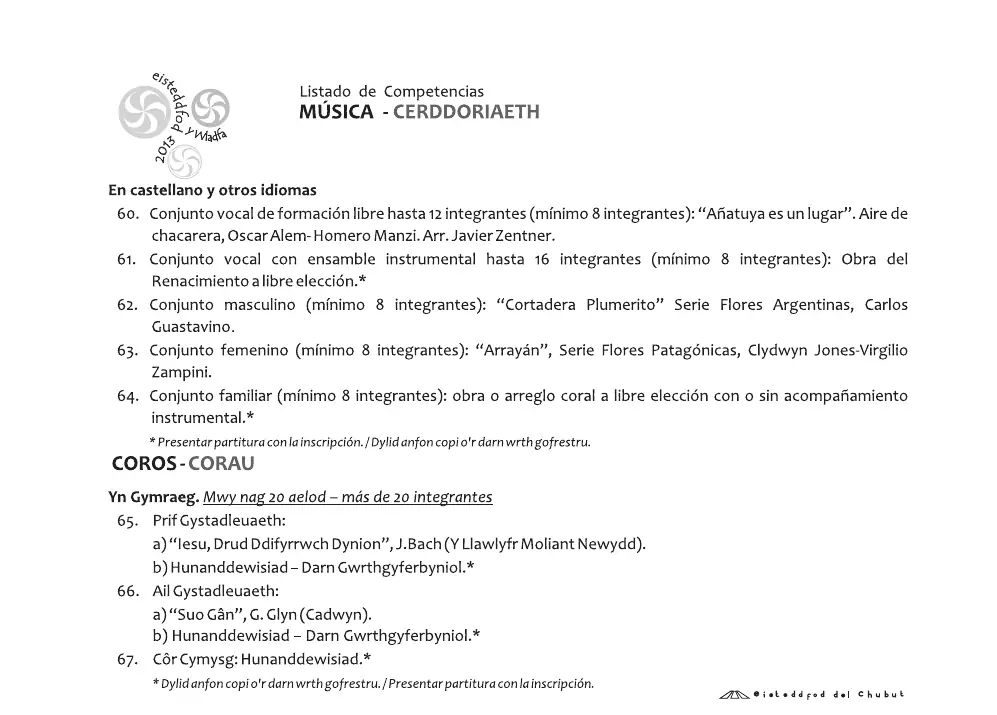 eisteddfod
y Wladfa
2013
Listado de Competencias
MÚSICA - CERDDORIAETH
En castellano y otros idiomas
60. Conjunto vocal de formación libre hasta 12 integrantes (mínimo 8 integrantes): “Añatuya es un lugar”. Aire de
chacarera, Oscar Alem- Homero Manzi. Arr. Javier Zentner.
61. Conjunto vocal con ensamble instrumental hasta 16 integrantes (mínimo 8 integrantes): Obra del
Renacimiento a libre elección.*
62. Conjunto masculino (mínimo 8 integrantes): “Cortadera Plumerito” Serie Flores Argentinas, Carlos
Guastavino.
63. Conjunto femenino (mínimo 8 integrantes): “Arrayán”, Serie Flores Patagónicas, Clydwyn Jones-Virgilio
Zampini.
64. Conjunto familiar (mínimo 8 integrantes): obra o arreglo coral a libre elección con o sin acompañamiento
instrumental.*
* Presentar partitura con la inscripción. / Dylid anfon copi o'r darn wrth gofrestru.
COROS - CORAU
Yn Gymraeg. Mwy nag 20 aelod – más de 20 integrantes
65. Prif Gystadleuaeth:
a) “Iesu, Drud Ddifyrrwch Dynion”, J.Bach (Y Llawlyfr Moliant Newydd).
b) Hunanddewisiad – Darn Gwrthgyferbyniol.*
66. Ail Gystadleuaeth:
a) “Suo Gân”, G. Glyn (Cadwyn).
b) Hunanddewisiad – Darn Gwrthgyferbyniol.*
67. Côr Cymysg: Hunanddewisiad.*
* Dylid anfon copi o'r darn wrth gofrestru. / Presentar partitura con la inscripción.
eisteddfod del Chubut